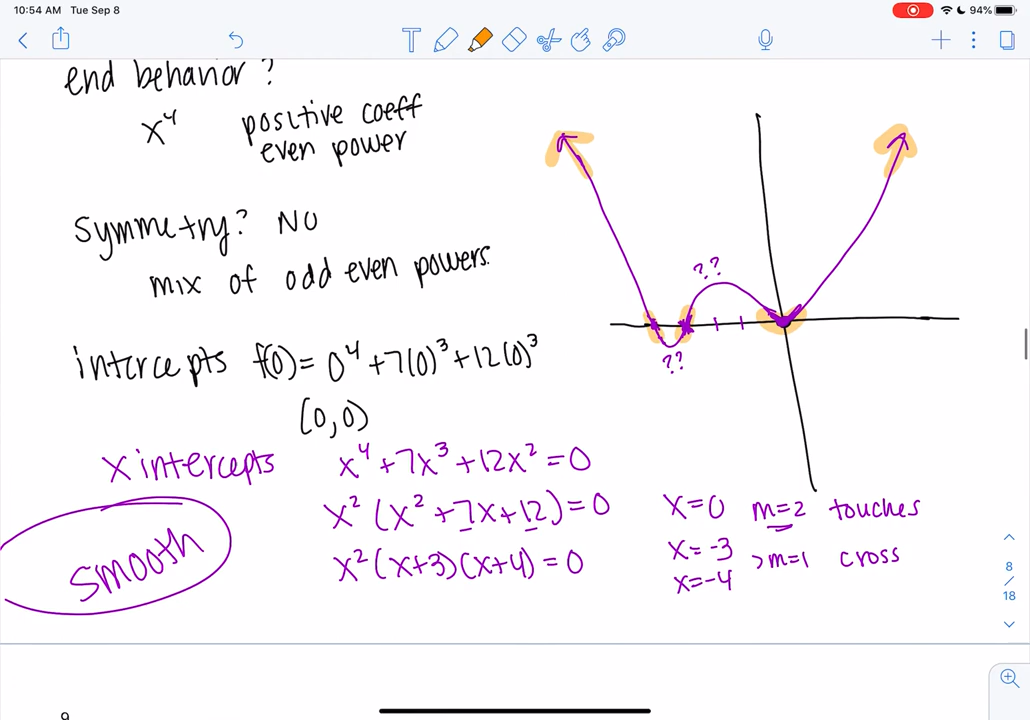 10:54 AM Tue Sep 8
94%
end behavior?
x⁴ positive coeff
even power
Symmetry? NO
mix of odd even powers.
??
??
intercepts f(0) = 0⁴ + 7(0)³ + 12(0)³
(0,0)
x intercepts x⁴ + 7x³ + 12x² = 0
x² (x² + 7x + 12) = 0
x² (x+3)(x+4) = 0
smooth
x=0 m=2 touches
x=-3
>m=1 cross
x=-4
8
/
18
9